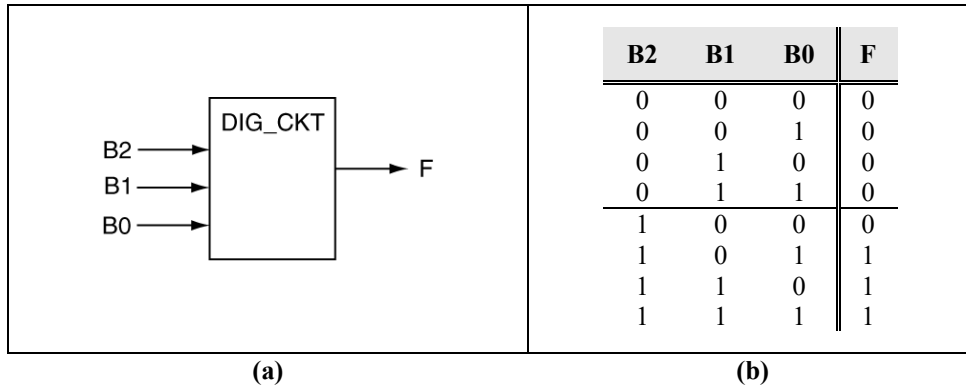 DIG_CKT
B2
B1
B0
F
(a)
B2 B1 B0 F
0 0 0 0
0 0 1 0
0 1 0 0
0 1 1 0
1 0 0 0
1 0 1 1
1 1 0 1
1 1 1 1
(b)